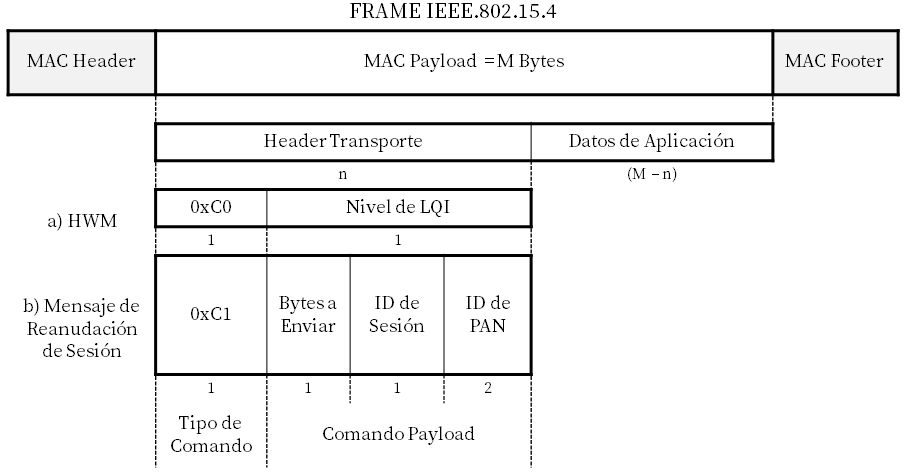 FRAME IEEE.802.15.4
MAC Header
MAC Payload =M Bytes
MAC Footer
Header Transporte
Datos de Aplicación
n
(M – n)
a) HWM
0xC0
Nivel de LQI
1
1
b) Mensaje de
Reanudación
de Sesión
0xC1
Bytes a
Enviar
ID de
Sesión
ID de
PAN
1
1
1
2
Tipo de
Comando
Comando Payload